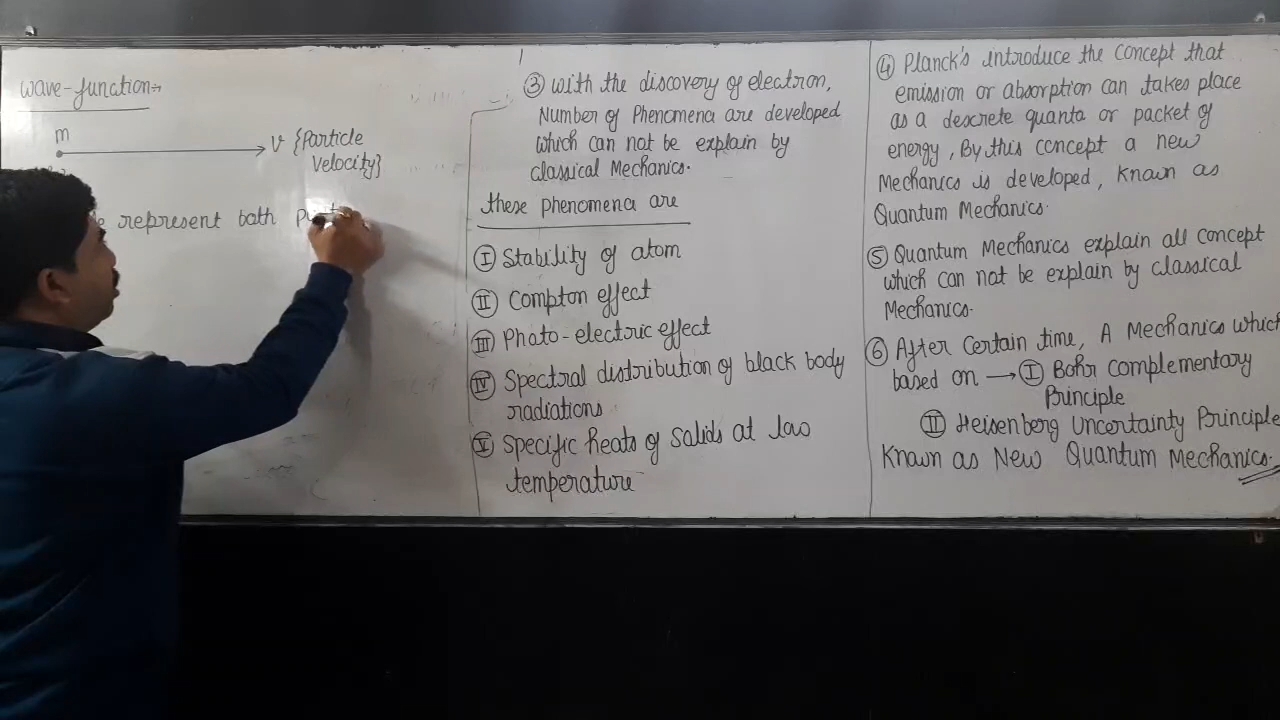 wave-function:→
m
v {Particle
Velocity}
represent both
③ with the discovery of electron,
Number of Phenomena are developed
which can not be explain by
classical Mechanics.
these phenomena are
Ⓘ Stability of atom
Ⅱ Compton effect
Ⅲ Photo-electric effect
Ⅳ Spectral distribution of black body
radiations
Ⅴ Specific heats of Solids at low
temperature
④ Planck's introduce the concept that
emission or absorption can takes place
as a descrete quanta or packet of
energy, By this concept a new
Mechanics is developed, known as
Quantum Mechanics.
⑤ Quantum Mechanics explain all concept
which can not be explain by classical
Mechanics.
⑥ After Certain time, A Mechanics which
based on → Ⓘ Bohr complementary
Principle
Ⅱ Heisenberg Uncertainty Principle
Known as New Quantum Mechanics.